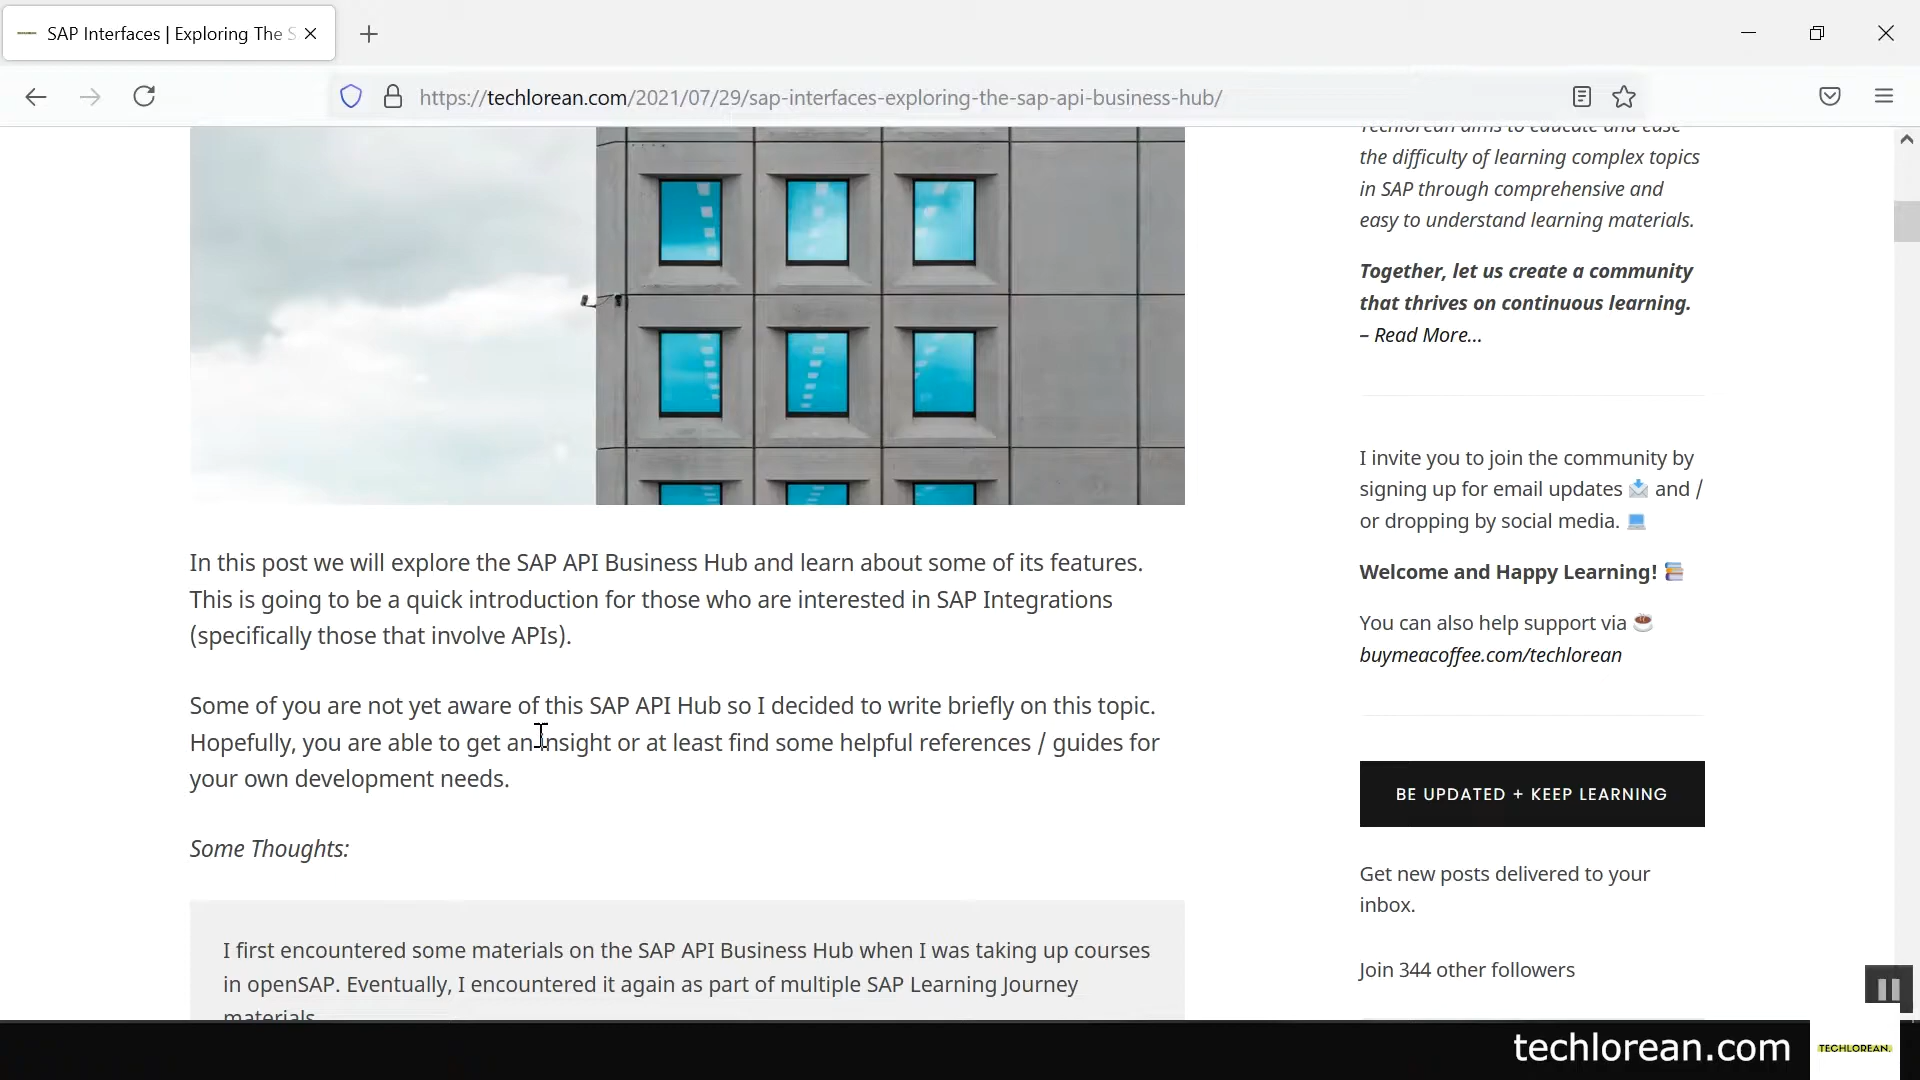 SAP Interfaces | Exploring The S
https://techlorean.com/2021/07/29/sap-interfaces-exploring-the-sap-api-business-hub/
In this post we will explore the SAP API Business Hub and learn about some of its features.
This is going to be a quick introduction for those who are interested in SAP Integrations
(specifically those that involve APIs).
Some of you are not yet aware of this SAP API Hub so I decided to write briefly on this topic.
Hopefully, you are able to get an insight or at least find some helpful references / guides for
your own development needs.
Some Thoughts:
I first encountered some materials on the SAP API Business Hub when I was taking up courses
in openSAP. Eventually, I encountered it again as part of multiple SAP Learning Journey
materials.
Techlorean aims to educate and ease
the difficulty of learning complex topics
in SAP through comprehensive and
easy to understand learning materials.
Together, let us create a community
that thrives on continuous learning.
– Read More…
I invite you to join the community by
signing up for email updates 📩 and /
or dropping by social media. 💻
Welcome and Happy Learning! 📚
You can also help support via ☕
buymeacoffee.com/techlorean
BE UPDATED + KEEP LEARNING
Get new posts delivered to your
inbox.
Join 344 other followers
techlorean.com
TECHLOREAN.